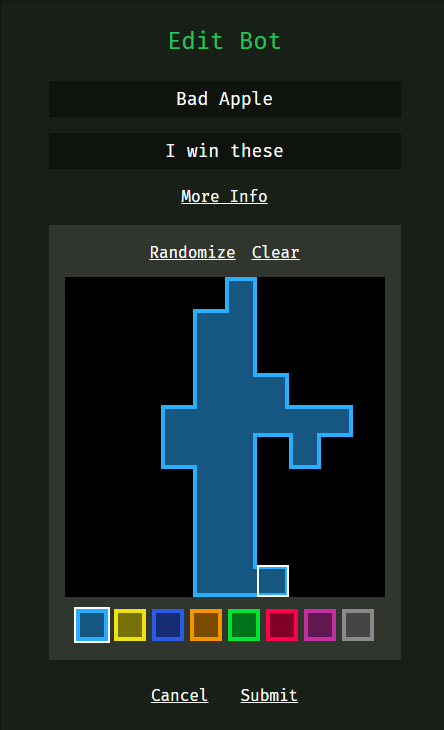 Edit Bot
Bad Apple
I win these
More Info
Randomize Clear
Cancel Submit